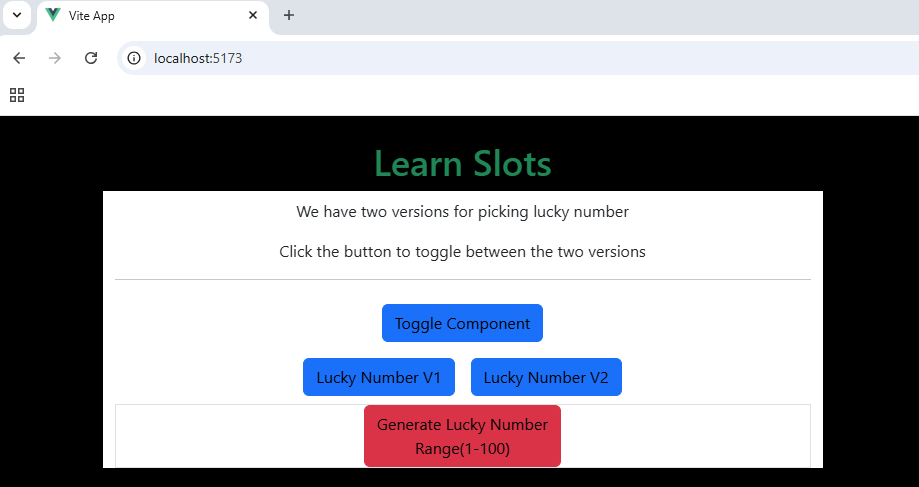 Vite App
localhost:5173
Learn Slots
We have two versions for picking lucky number
Click the button to toggle between the two versions
Toggle Component
Lucky Number V1 Lucky Number V2
Generate Lucky Number
Range(1-100)